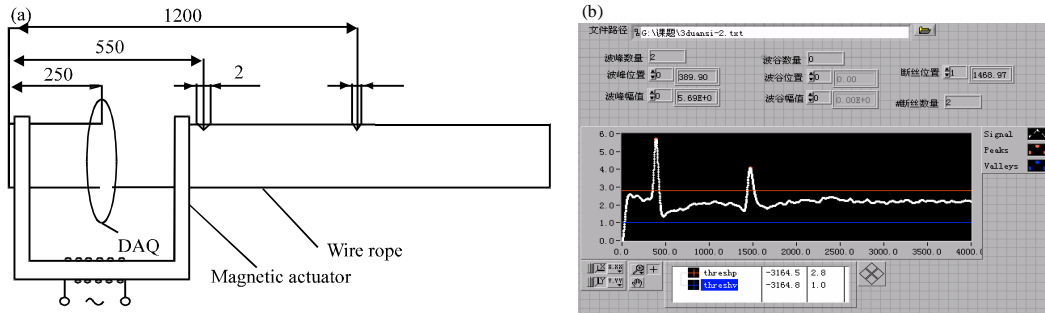 (a)
1200
550
2
250
DAQ
Wire rope
Magnetic actuator
(b)
文件路径 G:\课题\3duansi-2.txt
波峰数量 2
波谷数量 0
波峰位置 0 389.90
波谷位置 0 0.00
断丝位置 1 1468.97
波峰幅值 0 5.69E+0
波谷幅值 0 0.00E+0
#断丝数量 2
6.0
5.0
4.0
3.0
2.0
1.0
0.0
0. 500.0 1000.0 1500.0 2000.0 2500.0 3000.0 3500.0 4000.0
Signal
Peaks
Valleys
X.XX
Y.YY
threshp -3164.5 2.8
threshv -3164.8 1.0